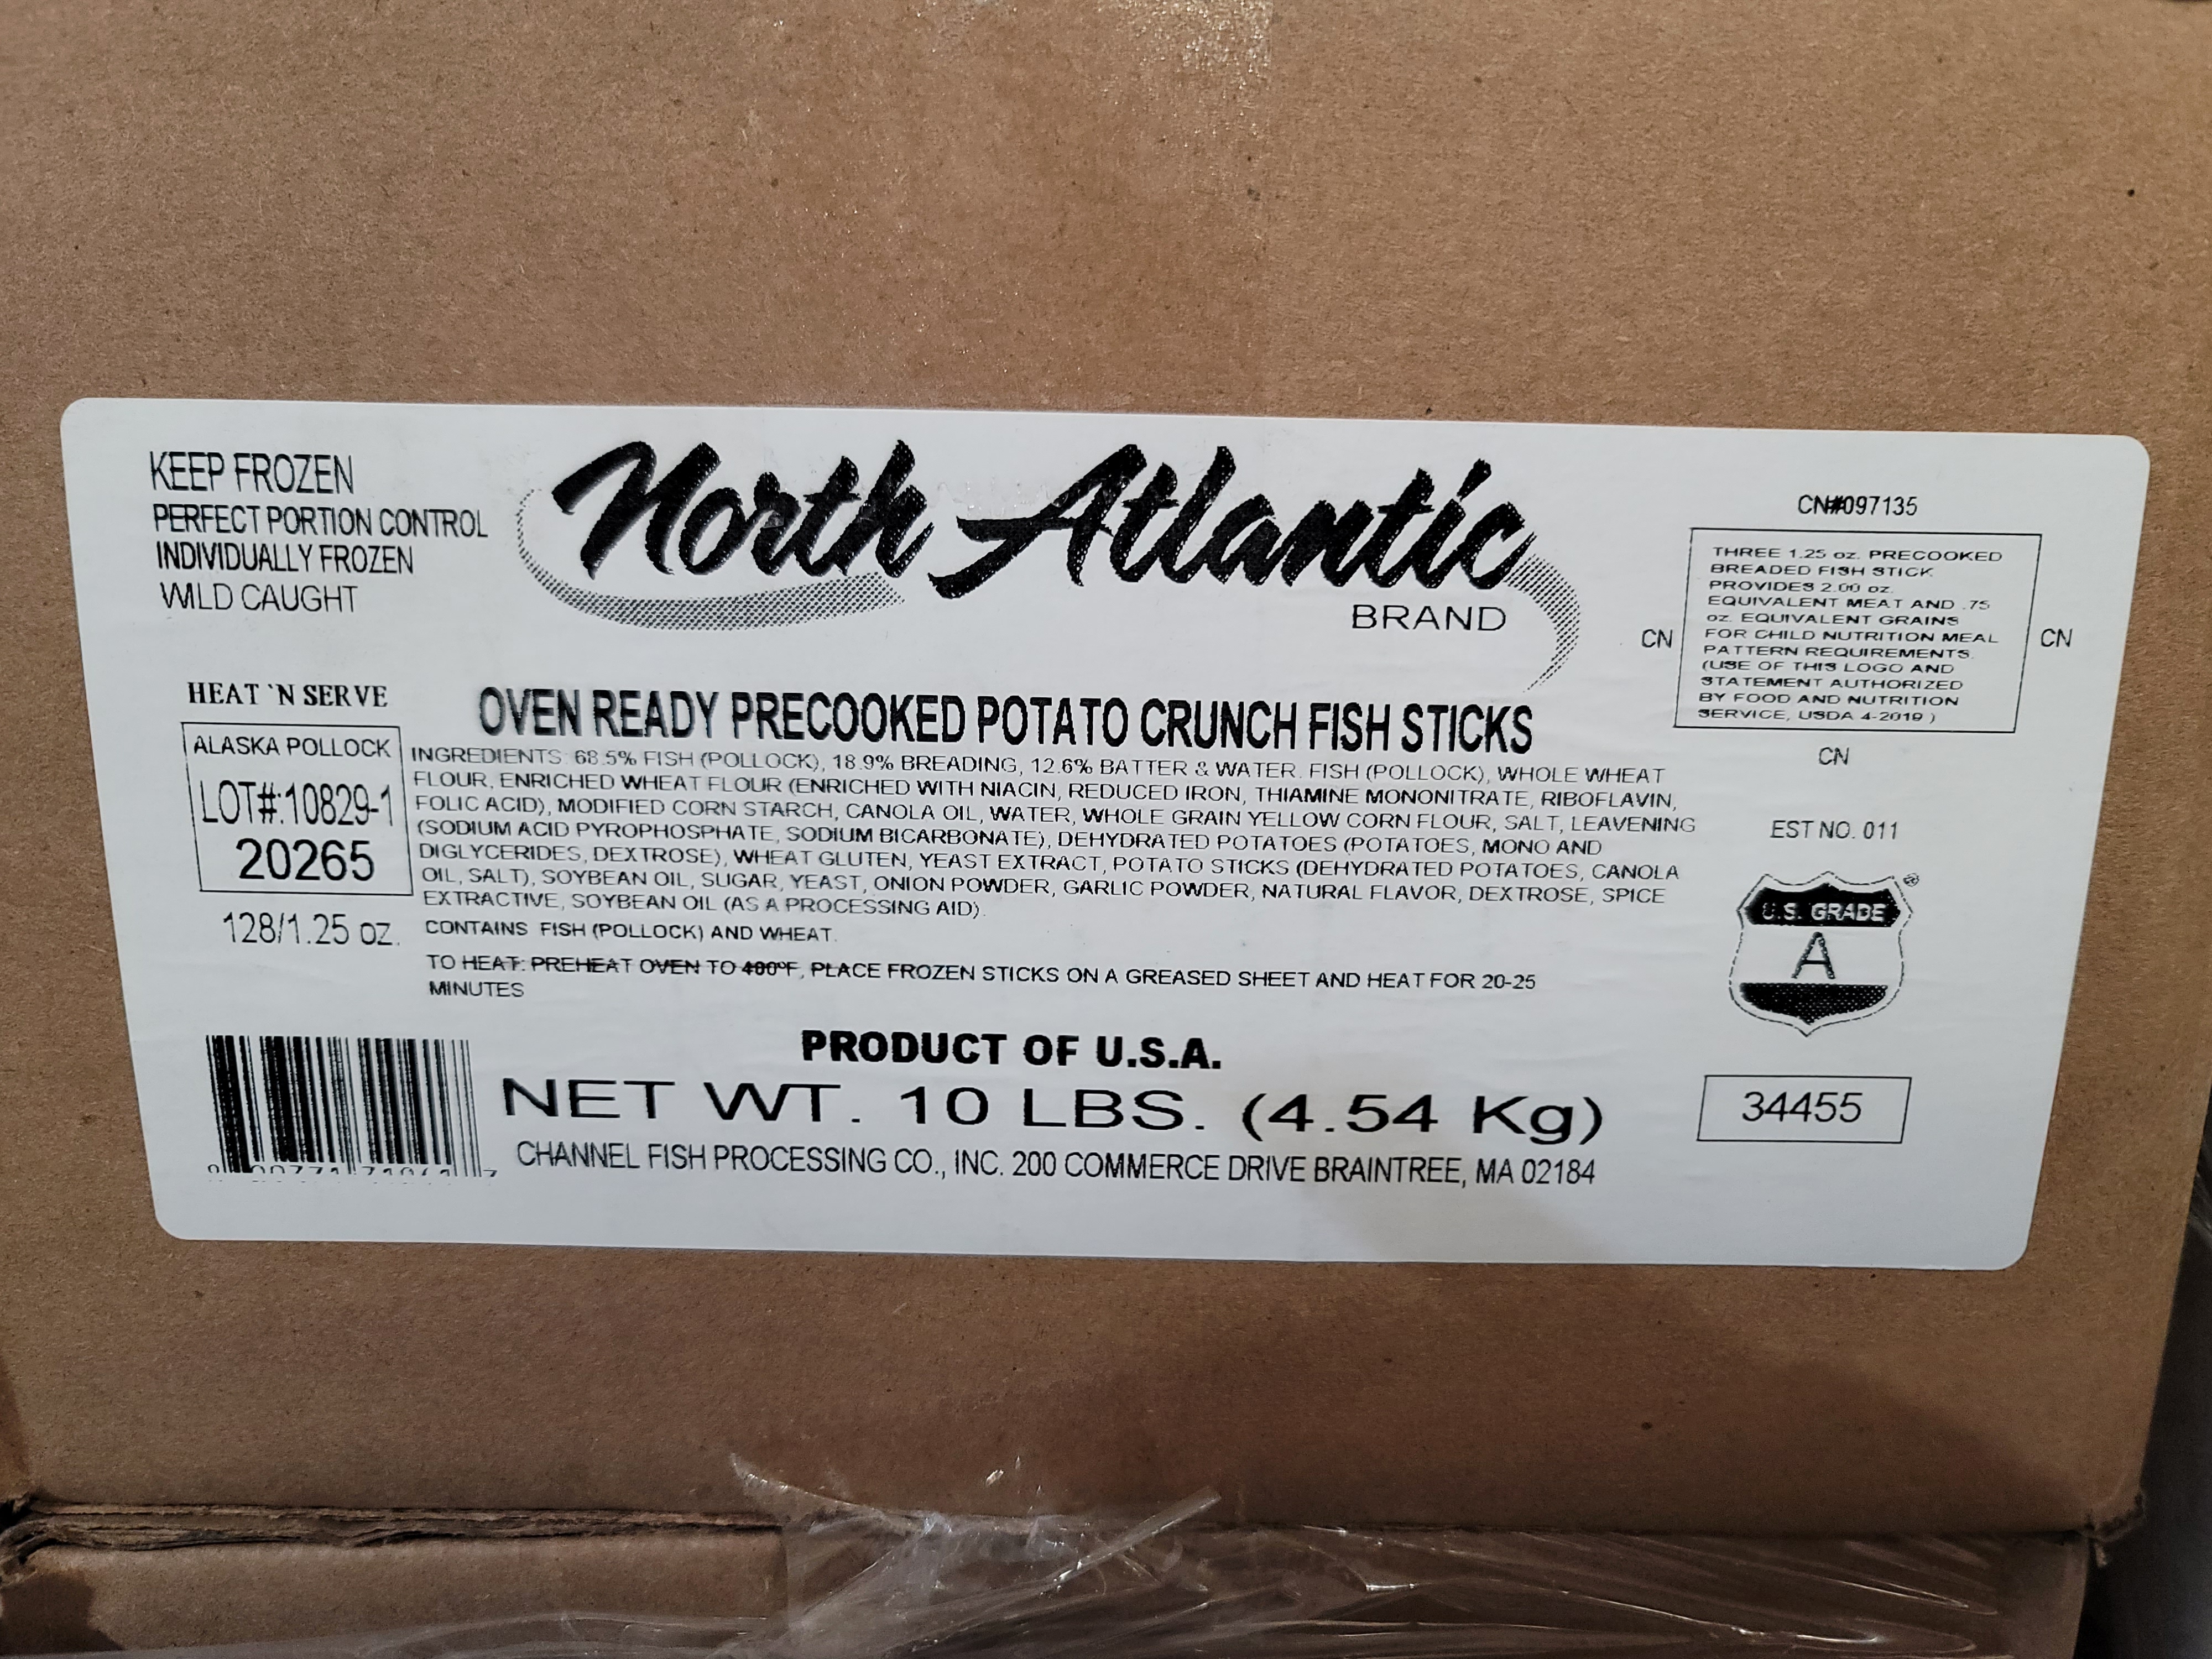 KEEP FROZEN
PERFECT PORTION CONTROL
INDIVIDUALLY FROZEN
WILD CAUGHT
North Atlantic
BRAND
CN#097135
THREE 1.25 oz. PRECOOKED
BREADED FISH STICK
PROVIDES 2.00 oz.
EQUIVALENT MEAT AND .75
oz. EQUIVALENT GRAINS
FOR CHILD NUTRITION MEAL
PATTERN REQUIREMENTS.
(USE OF THIS LOGO AND
STATEMENT AUTHORIZED
BY FOOD AND NUTRITION
SERVICE, USDA 4-2019 )
CN
CN
CN
HEAT `N SERVE
ALASKA POLLOCK
LOT#:10829-1
20265
128/1.25 oz.
OVEN READY PRECOOKED POTATO CRUNCH FISH STICKS
INGREDIENTS: 68.5% FISH (POLLOCK), 18.9% BREADING, 12.6% BATTER & WATER. FISH (POLLOCK), WHOLE WHEAT
FLOUR, ENRICHED WHEAT FLOUR (ENRICHED WITH NIACIN, REDUCED IRON, THIAMINE MONONITRATE, RIBOFLAVIN,
FOLIC ACID), MODIFIED CORN STARCH, CANOLA OIL, WATER, WHOLE GRAIN YELLOW CORN FLOUR, SALT, LEAVENING
(SODIUM ACID PYROPHOSPHATE, SODIUM BICARBONATE), DEHYDRATED POTATOES (POTATOES, MONO AND
DIGLYCERIDES, DEXTROSE), WHEAT GLUTEN, YEAST EXTRACT, POTATO STICKS (DEHYDRATED POTATOES, CANOLA
OIL, SALT), SOYBEAN OIL, SUGAR, YEAST, ONION POWDER, GARLIC POWDER, NATURAL FLAVOR, DEXTROSE, SPICE
EXTRACTIVE, SOYBEAN OIL (AS A PROCESSING AID).
CONTAINS FISH (POLLOCK) AND WHEAT.
TO HEAT: PREHEAT OVEN TO 400ºF, PLACE FROZEN STICKS ON A GREASED SHEET AND HEAT FOR 20-25
MINUTES
EST NO. 011
U.S. GRADE ®
A
PRODUCT OF U.S.A.
NET WT. 10 LBS. (4.54 Kg)
CHANNEL FISH PROCESSING CO., INC. 200 COMMERCE DRIVE BRAINTREE, MA 02184
34455